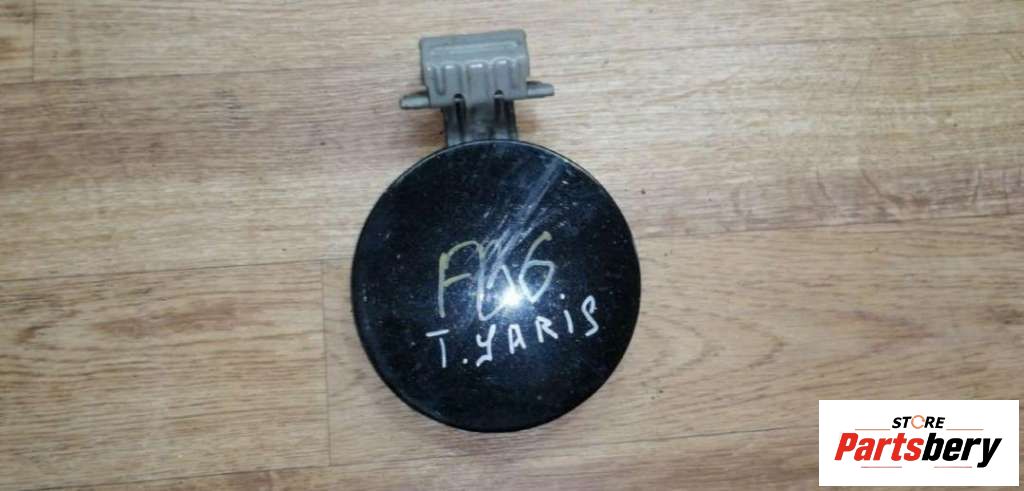 F66
T. YARIS
STORE
Partsbery